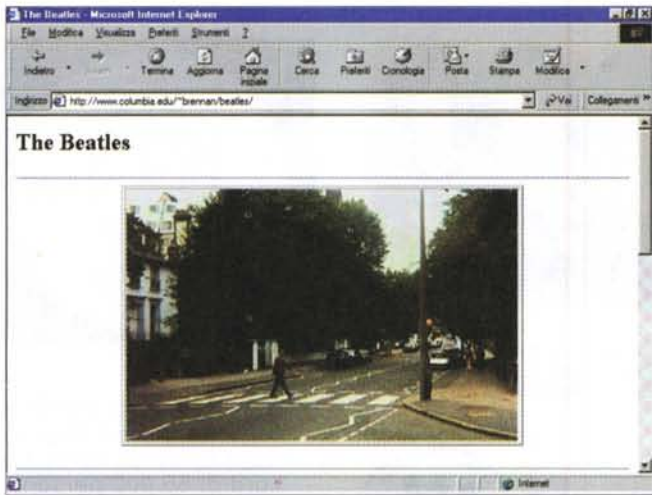 The Beatles - Microsoft Internet Explorer
File Modifica Visualizza Preferiti Strumenti ?
Indietro Termina Aggiorna Pagina iniziale Cerca Preferiti Cronologia Posta Stampa Modifica
Indirizzo http://www.columbia.edu/~brennan/beatles/ Vai Collegamenti »
The Beatles
Internet